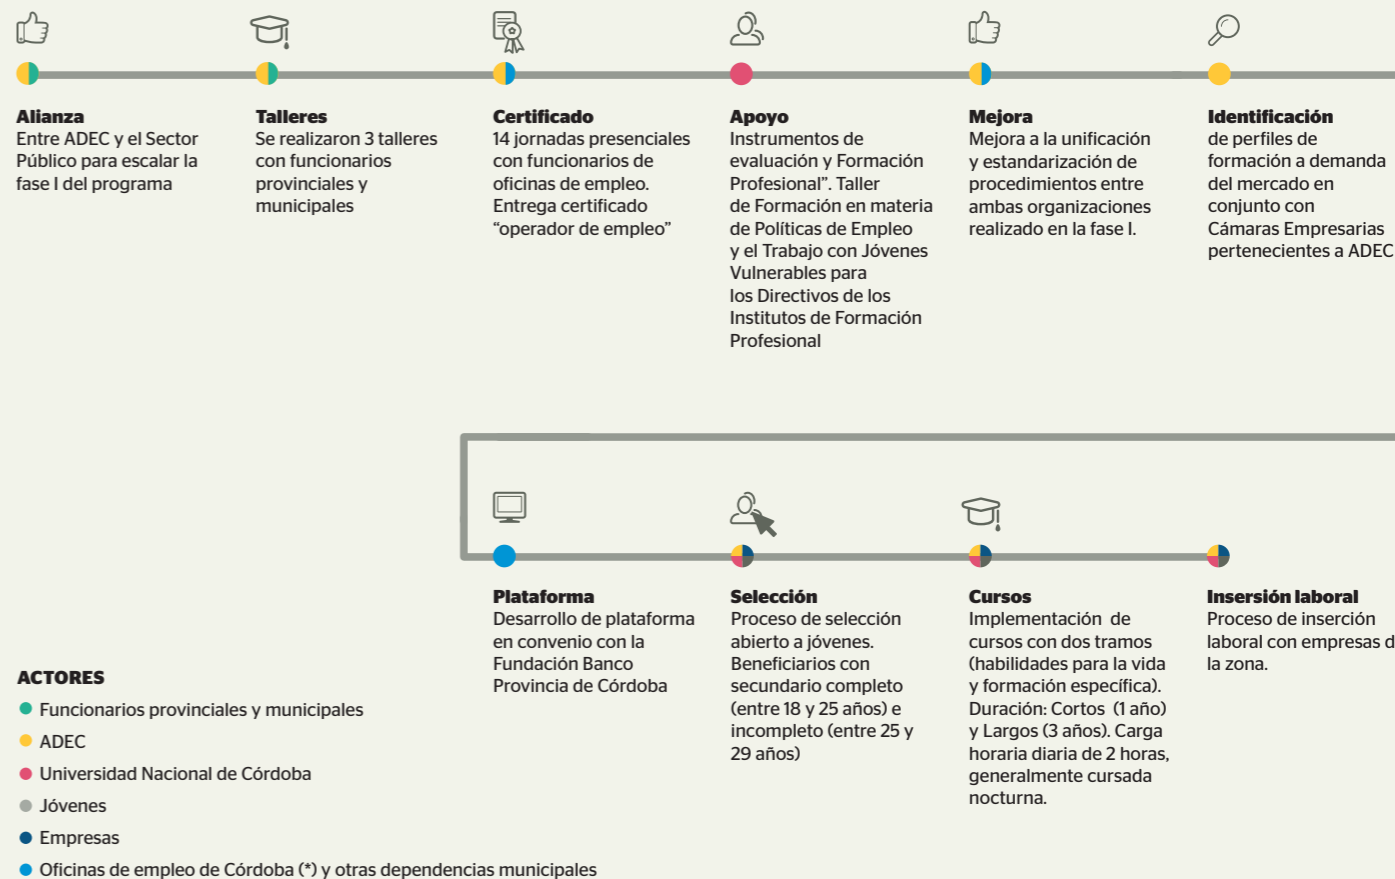 Alianza
Entre ADEC y el Sector
Público para escalar la
fase I del programa
Talleres
Se realizaron 3 talleres
con funcionarios
provinciales y
municipales
Certificado
14 jornadas presenciales
con funcionarios de
oficinas de empleo.
Entrega certificado
“operador de empleo”
Apoyo
Instrumentos de
evaluación y Formación
Profesional”. Taller
de Formación en materia
de Políticas de Empleo
y el Trabajo con Jóvenes
Vulnerables para
los Directivos de los
Institutos de Formación
Profesional
Mejora
Mejora a la unificación
y estandarización de
procedimientos entre
ambas organizaciones
realizado en la fase I.
Identificación
de perfiles de
formación a demanda
del mercado en
conjunto con
Cámaras Empresarias
pertenecientes a ADEC
Plataforma
Desarrollo de plataforma
en convenio con la
Fundación Banco
Provincia de Córdoba
Selección
Proceso de selección
abierto a jóvenes.
Beneficiarios con
secundario completo
(entre 18 y 25 años) e
incompleto (entre 25 y
29 años)
Cursos
Implementación de
cursos con dos tramos
(habilidades para la vida
y formación específica).
Duración: Cortos (1 año)
y Largos (3 años). Carga
horaria diaria de 2 horas,
generalmente cursada
nocturna.
Insersión laboral
Proceso de inserción
laboral con empresas d
la zona.
ACTORES
Funcionarios provinciales y municipales
ADEC
Universidad Nacional de Córdoba
Jóvenes
Empresas
Oficinas de empleo de Córdoba (*) y otras dependencias municipales